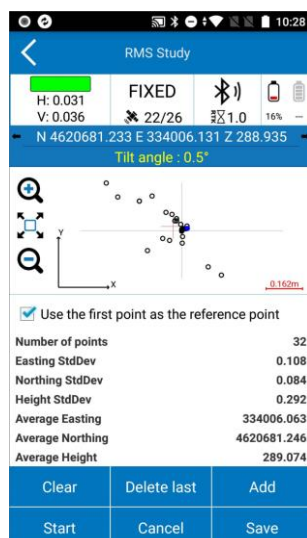 10:28
RMS Study
H: 0.031
V: 0.036
FIXED
22/26
1.0
16%
--
N 4620681.233 E 334006.131 Z 288.935
Tilt angle : 0.5°
Y
X
0.162m
Use the first point as the reference point
Number of points 32
Easting StdDev 0.108
Northing StdDev 0.084
Height StdDev 0.292
Average Easting 334006.063
Average Northing 4620681.246
Average Height 289.074
Clear Delete last Add
Start Cancel Save